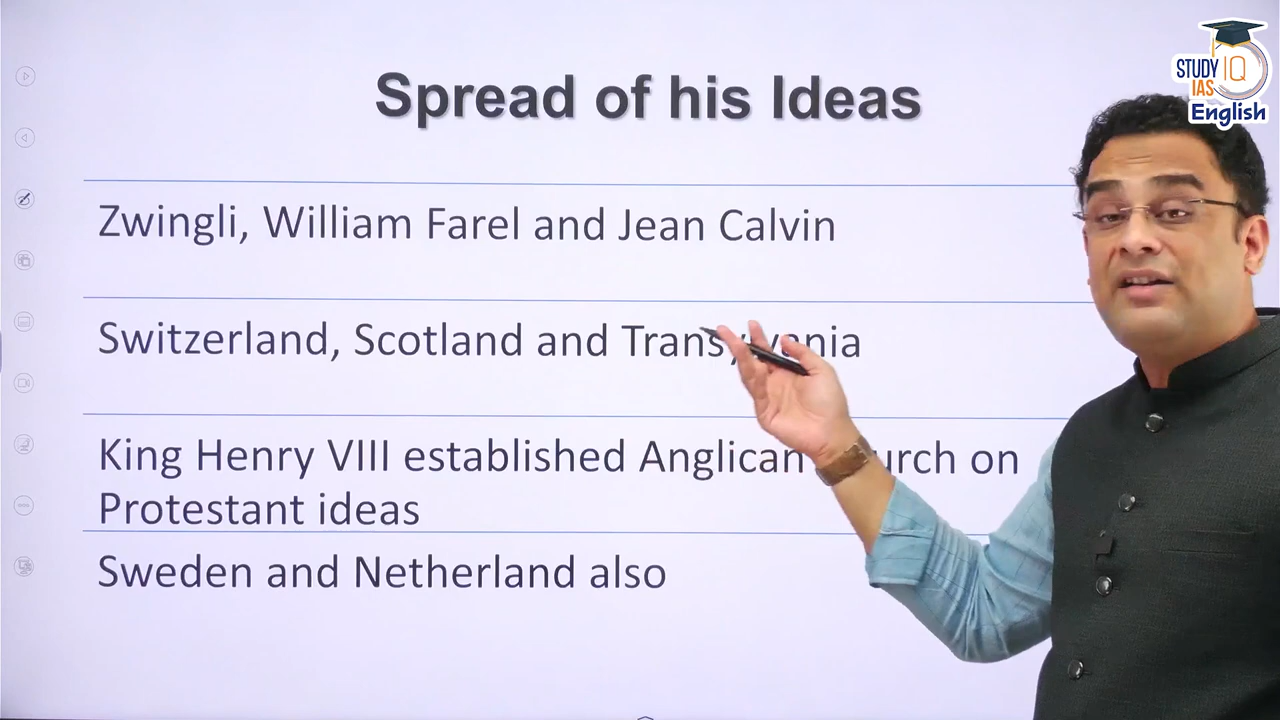 Spread of his Ideas
STUDY IQ
IAS
English
Zwingli, William Farel and Jean Calvin
Switzerland, Scotland and
King Henry VIII established Anglican on
Protestant ideas
Sweden and Netherland also